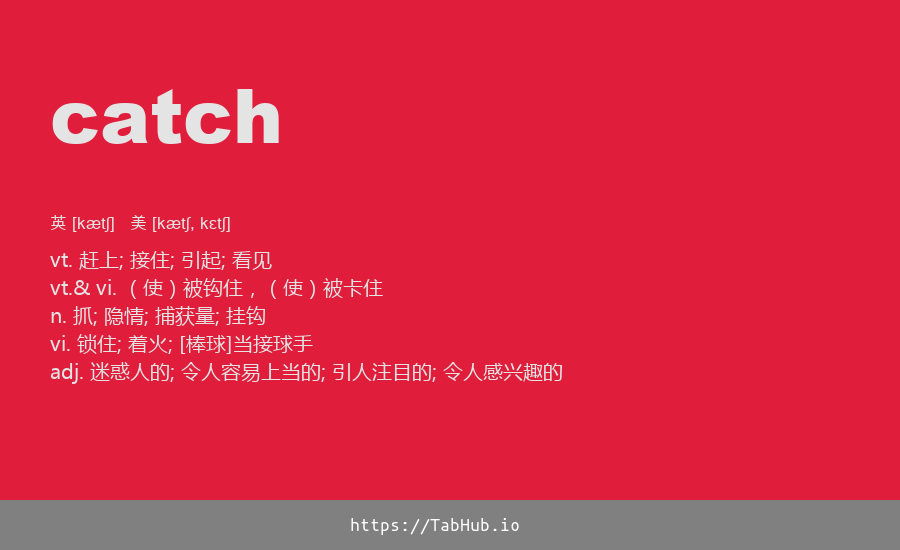 catch
英 [kætʃ] 美 [kætʃ, kɛtʃ]
vt. 赶上; 接住; 引起; 看见
vt.& vi. （使）被钩住，（使）被卡住
n. 抓; 隐情; 捕获量; 挂钩
vi. 锁住; 着火; [棒球]当接球手
adj. 迷惑人的; 令人容易上当的; 引人注目的; 令人感兴趣的
https://TabHub.io